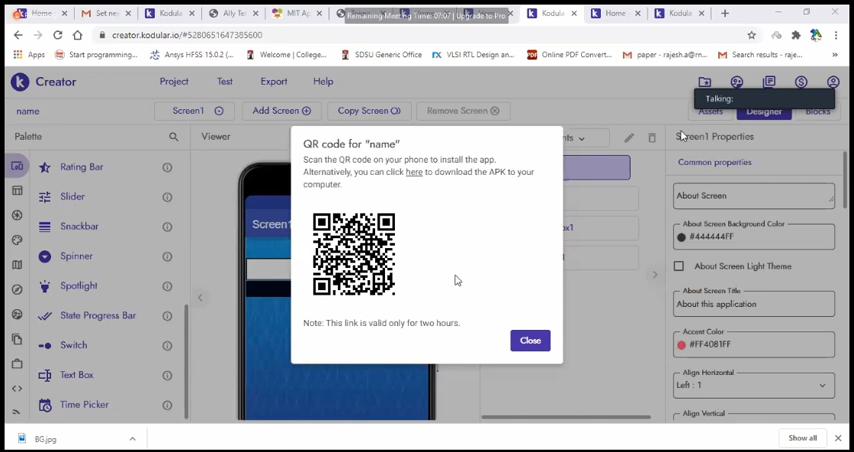 Home
Set ne
Kodula
Ally Te
MIT Ap
Remaining Meeting Time: 07:07 | Upgrade to Pro
Kodula
Home
Kodula
creator.kodular.io/#5280651647385600
Apps
Start programming...
Ansys HFSS 15.0.2 (...
Welcome | College...
SDSU Generic Office
VLSI RTL Design an...
Online PDF Convert...
paper - rajesh.a@rn...
Search results - raje...
Creator
Project
Test
Export
Help
Talking:
name
Screen1
Add Screen
Copy Screen
Remove Screen
Assets
Designer
Blocks
Palette
Viewer
Screen1 Properties
Rating Bar
Slider
Snackbar
Spinner
Spotlight
State Progress Bar
Switch
Text Box
Time Picker
Screen1
QR code for "name"
Scan the QR code on your phone to install the app.
Alternatively, you can click here to download the APK to your
computer.
Note: This link is valid only for two hours.
Close
Common properties
About Screen
About Screen Background Color
#444444FF
About Screen Light Theme
About Screen Title
About this application
Accent Color
#FF4081FF
Align Horizontal
Left : 1
Align Vertical
BG.jpg
Show all